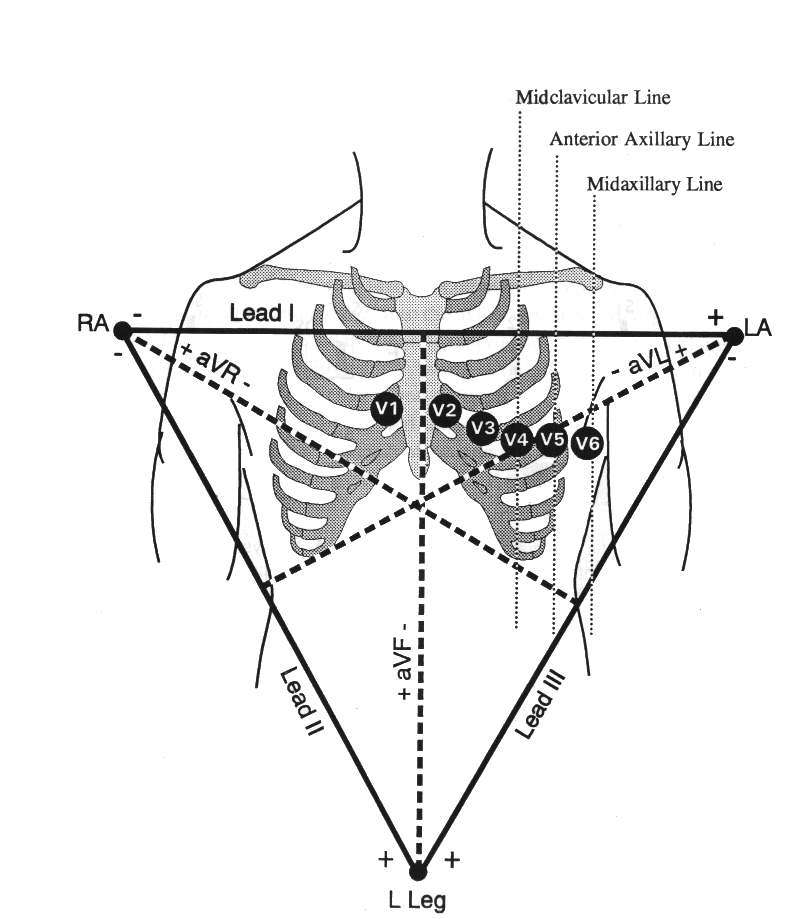 Midclavicular Line
Anterior Axillary Line
Midaxillary Line
RA
-
Lead I
+
LA
-
+ aVR -
- aVL +
-
V1
V2
V3
V4
V5
V6
+ aVF -
Lead II
Lead III
+
+
L Leg